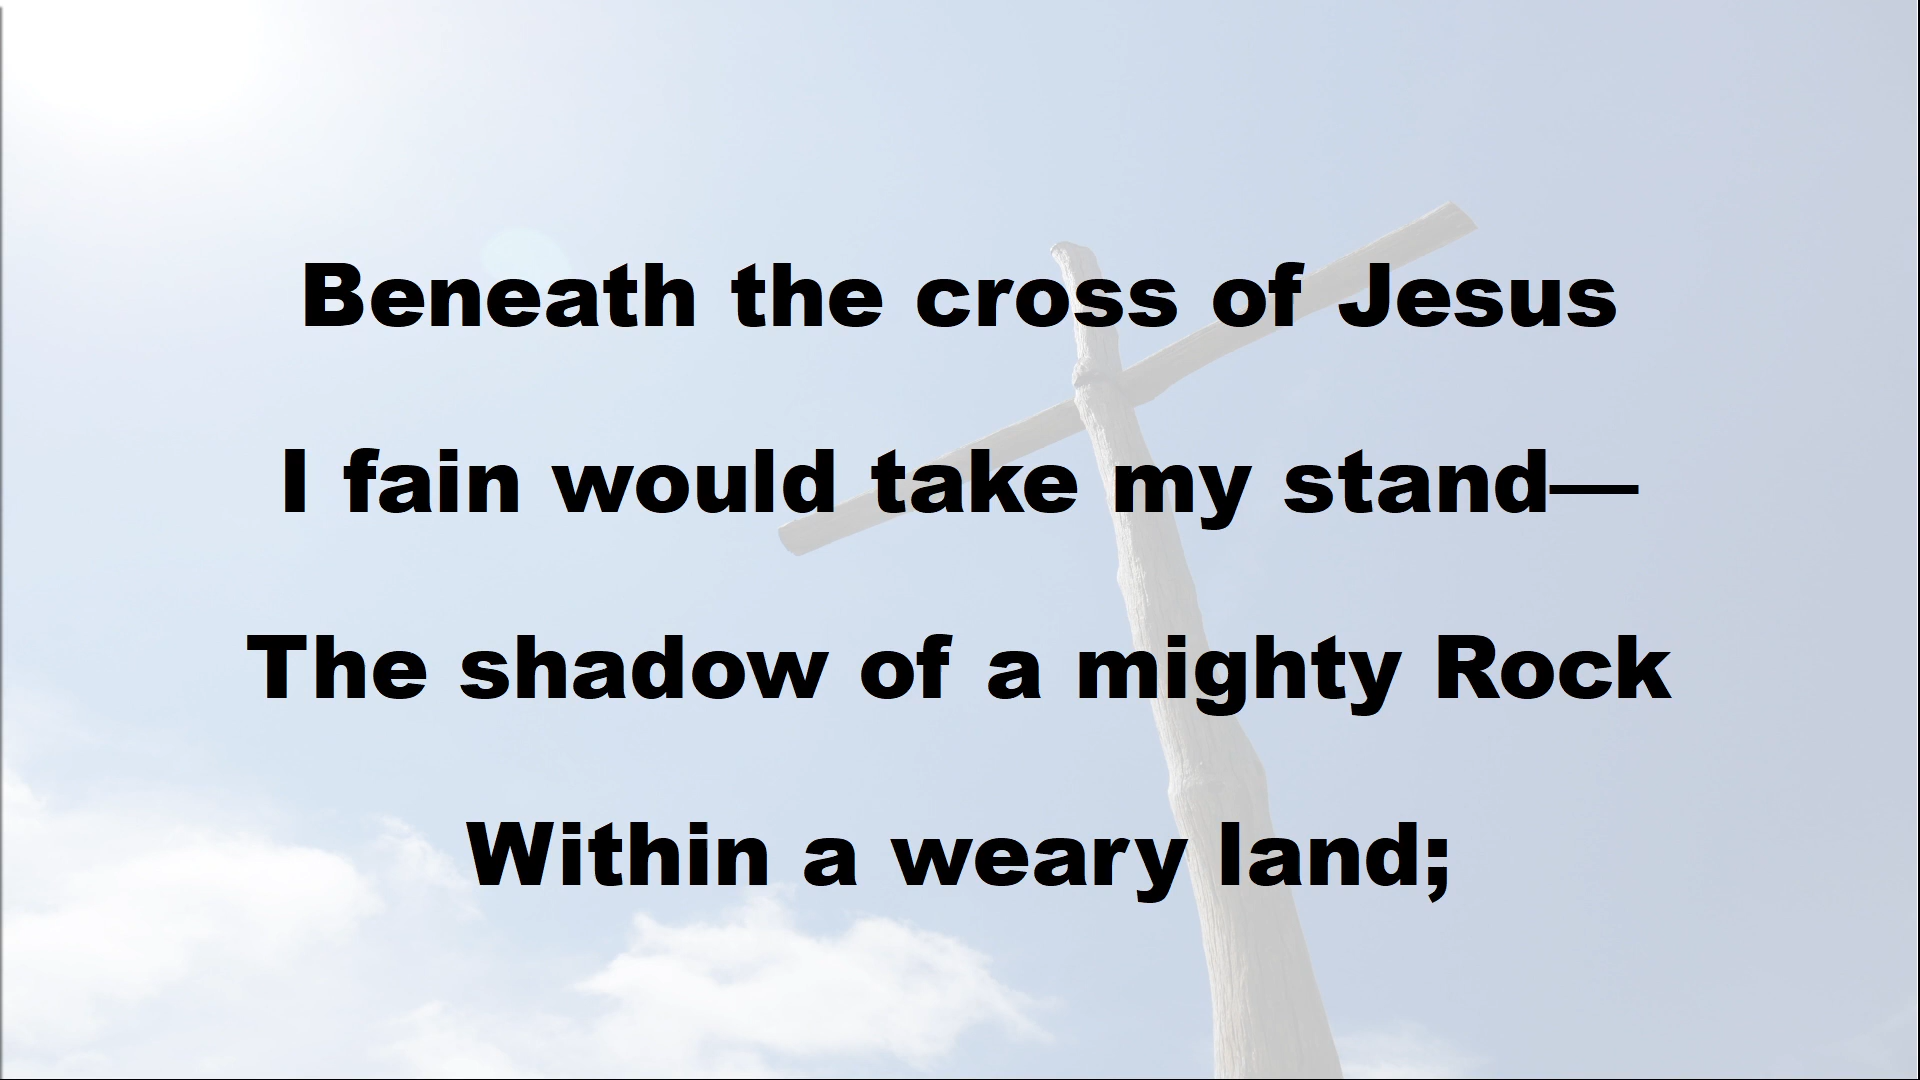 Beneath the cross of Jesus
I fain would take my stand—
The shadow of a mighty Rock
Within a weary land;